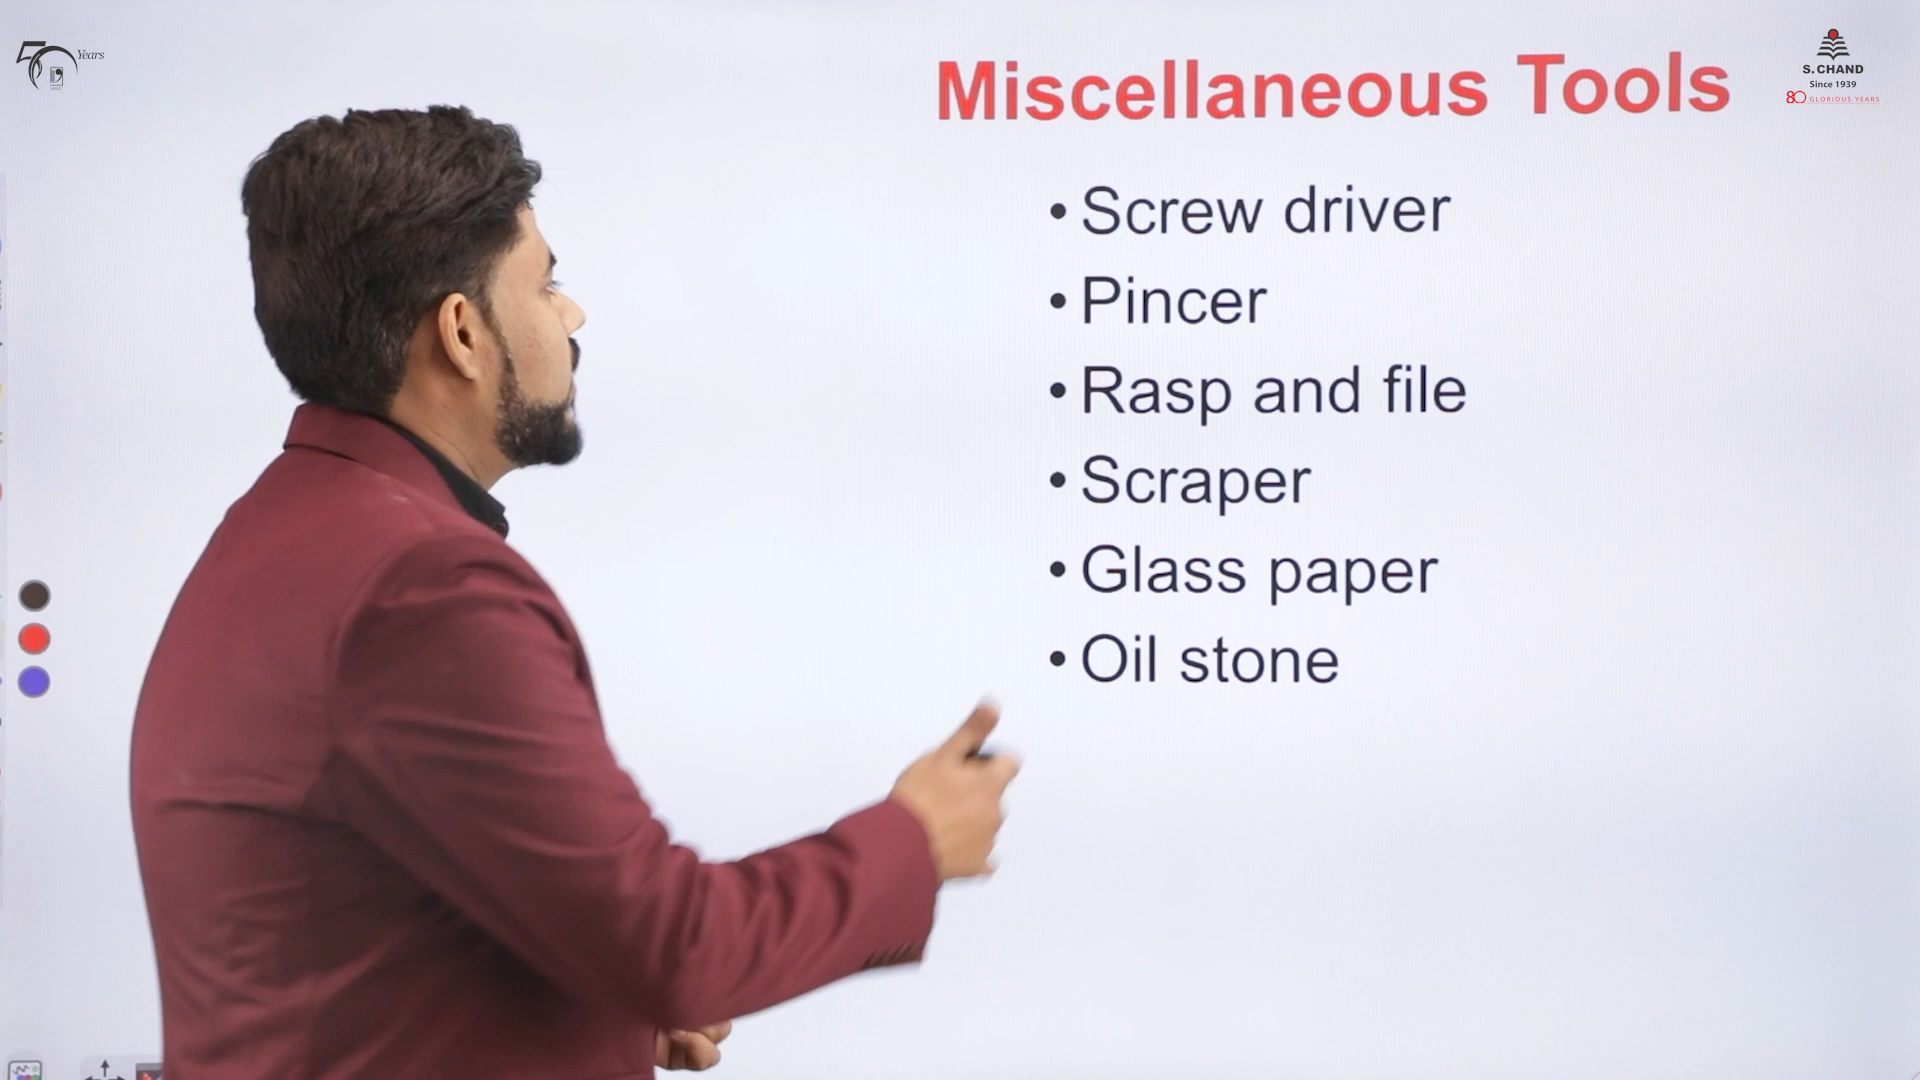 50 Years
Miscellaneous Tools
S. CHAND
Since 1939
80 GLORIOUS YEARS
• Screw driver
• Pincer
• Rasp and file
• Scraper
• Glass paper
• Oil stone